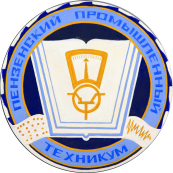 ПЕНЗЕНСКИЙ ПРОМЫШЛЕННЫЙ
ТЕХНИКУМ